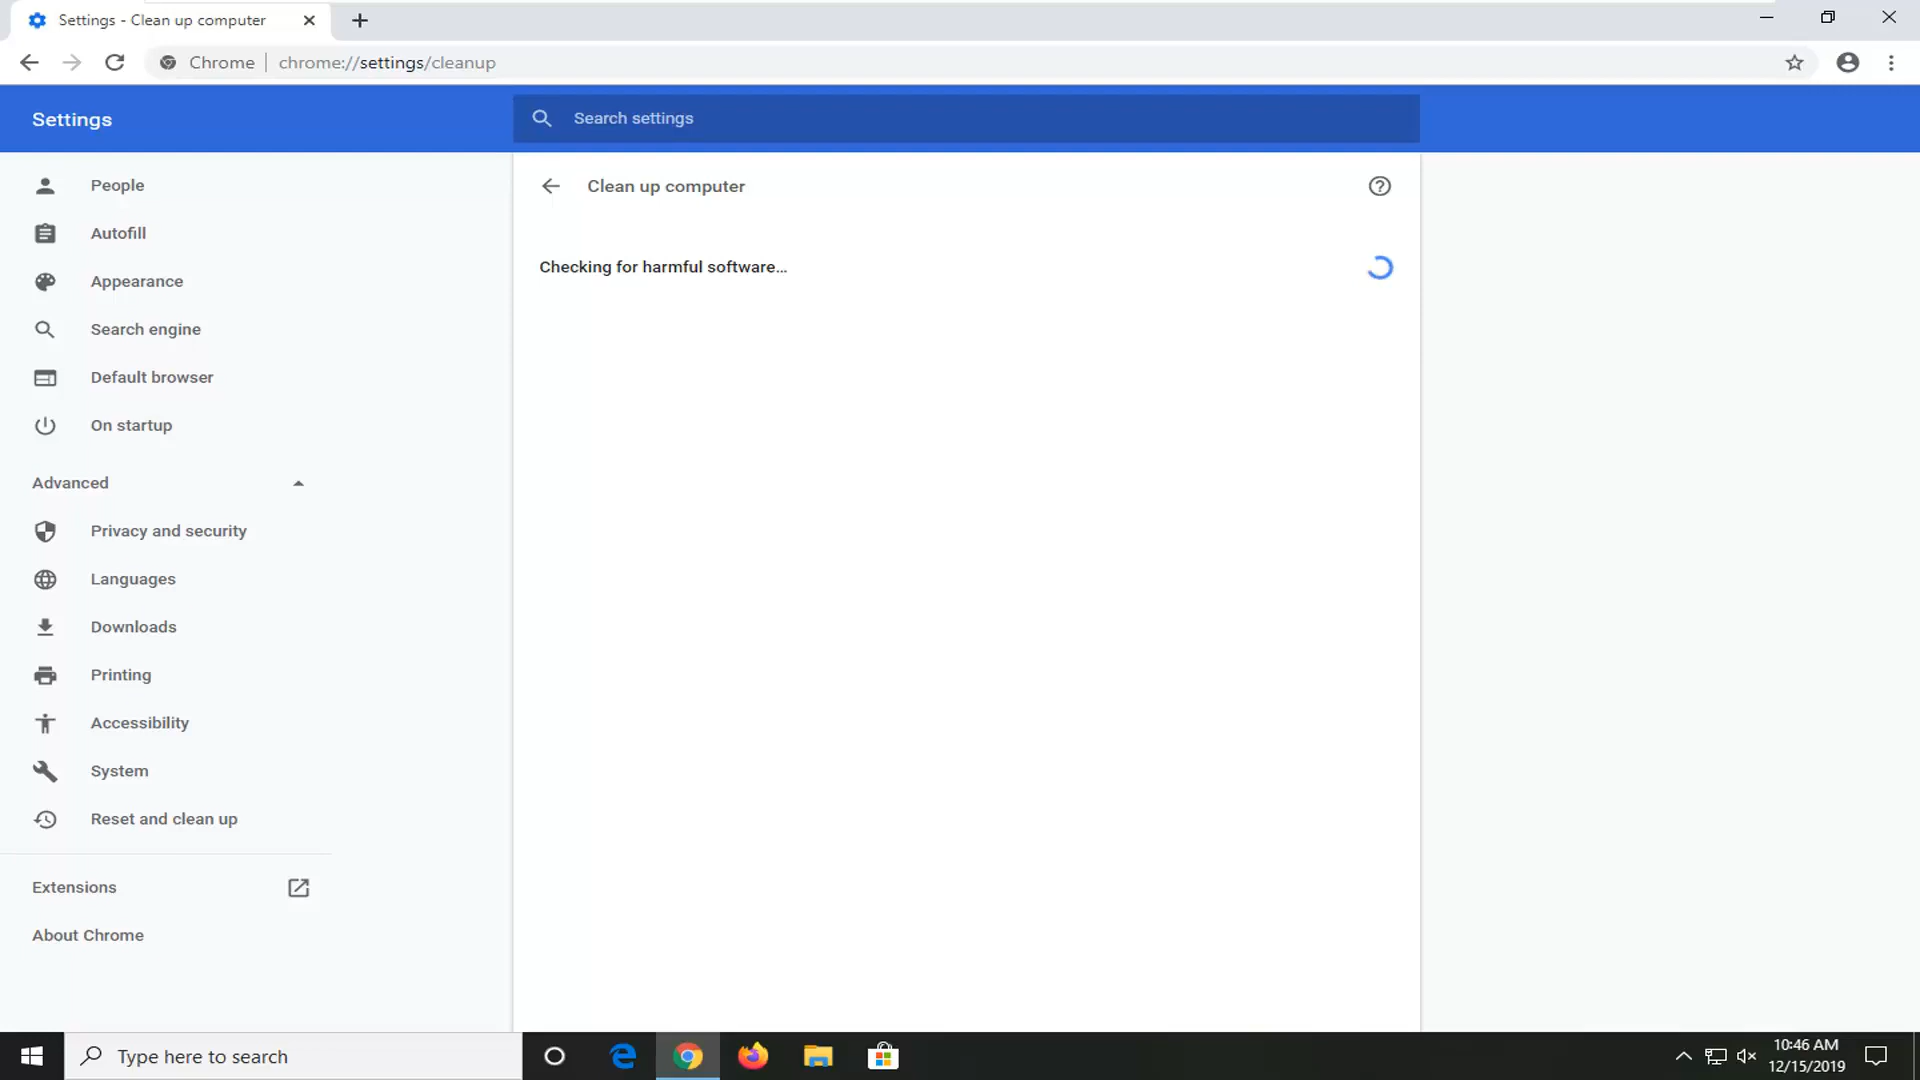 Settings - Clean up computer
Chrome
chrome://settings/cleanup
Settings
Search settings
People
Autofill
Appearance
Search engine
Default browser
On startup
Advanced
Privacy and security
Languages
Downloads
Printing
Accessibility
System
Reset and clean up
Extensions
About Chrome
Clean up computer
Checking for harmful software...
Type here to search
10:46 AM
12/15/2019